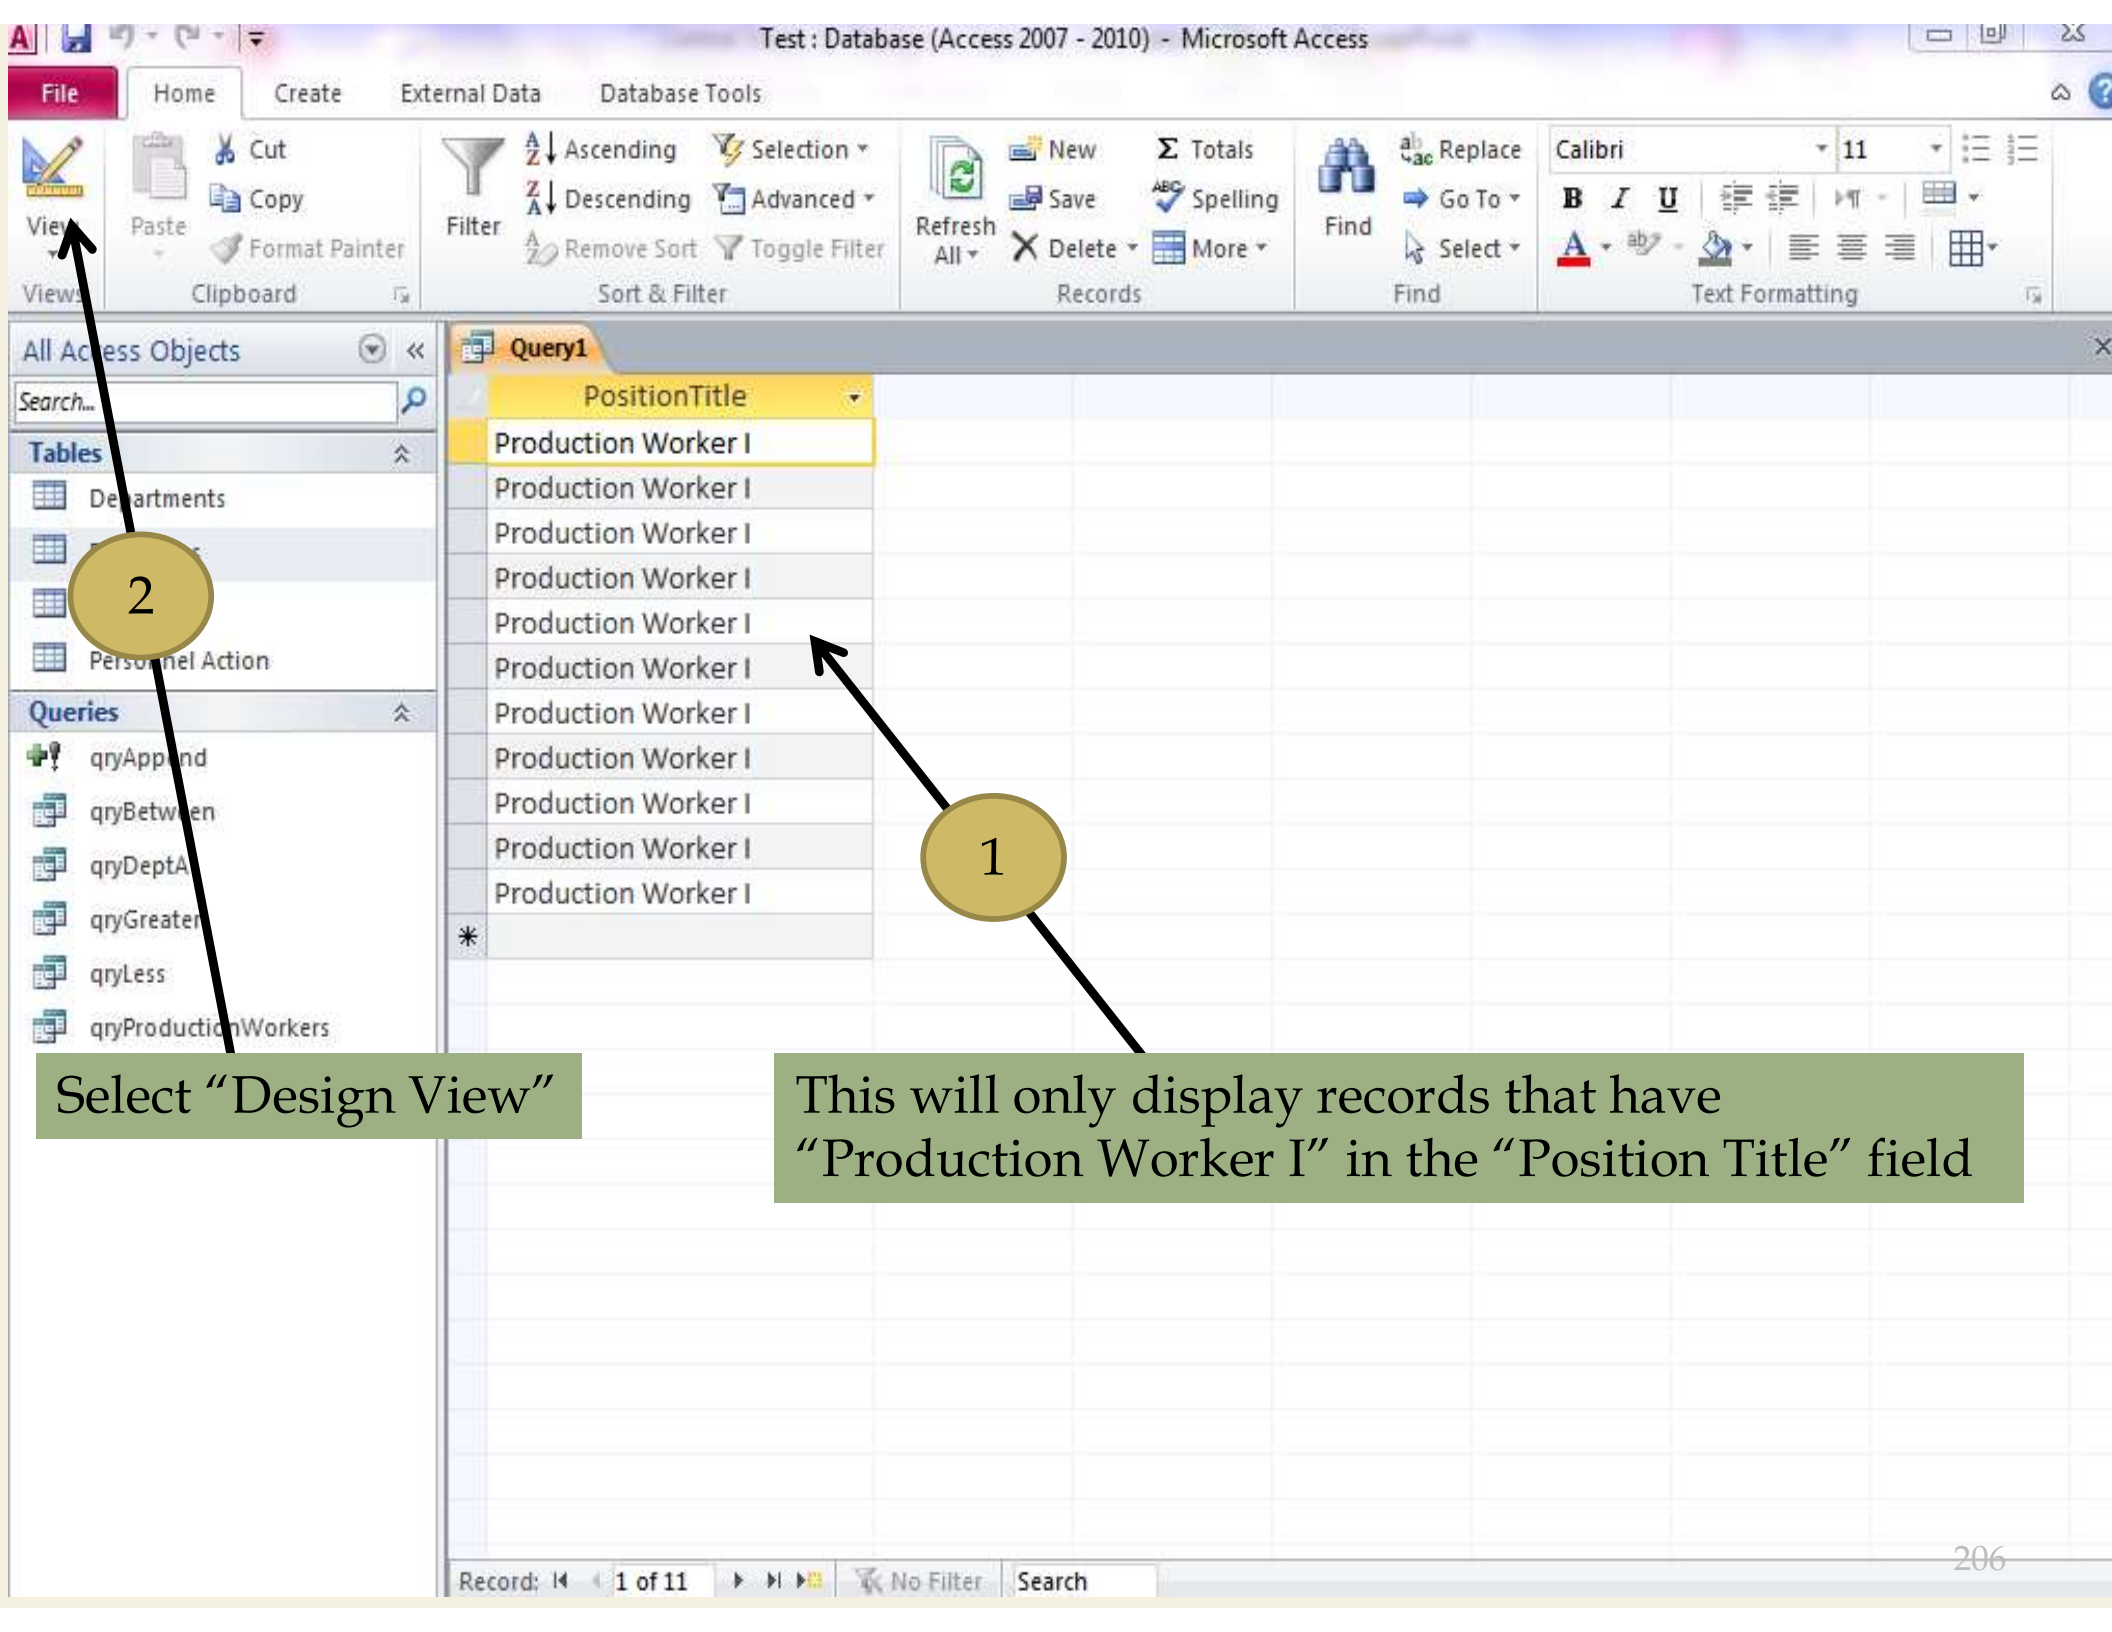 Test : Database (Access 2007 - 2010) - Microsoft Access
File Home Create External Data Database Tools
View Paste Cut Copy Format Painter
Filter Ascending Descending Remove Sort Selection Advanced Toggle Filter
Refresh All New Save Delete Totals Spelling More
Find Replace Go To Select
Calibri 11
B I U
Views Clipboard Sort & Filter Records Find Text Formatting
All Access Objects
Search...
Tables
Departments
Personnel Action
Queries
qryAppend
qryBetween
qryGreater
qryLess
qryProductionWorkers
Query1
PositionTitle
Production Worker I
Production Worker I
Production Worker I
Production Worker I
Production Worker I
Production Worker I
Production Worker I
Production Worker I
Production Worker I
Production Worker I
Production Worker I
2
1
Select “Design View”
This will only display records that have
“Production Worker I” in the “Position Title” field
206
Record: 1 of 11 No Filter Search